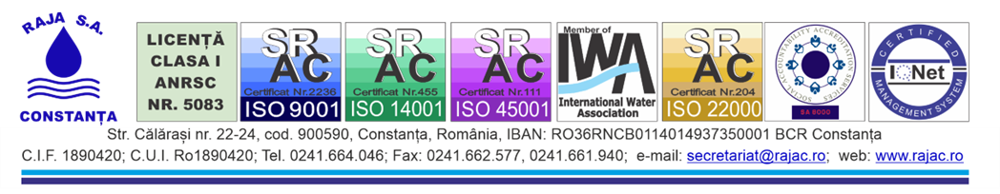 RAJA S.A.
CONSTANȚA
LICENȚĂ
CLASA I
ANRSC
NR. 5083
SR
AC
Certificat Nr.2236
ISO 9001
SR
AC
Certificat Nr.455
ISO 14001
SR
AC
Certificat Nr.111
ISO 45001
Member of
IWA
International Water
Association
SR
AC
Certificat Nr.204
ISO 22000
SOCIAL ACCOUNTABILITY ACCREDITATION SERVICES
SA 8000
CERTIFIED
IQNet
MANAGEMENT SYSTEM
Str. Călărași nr. 22-24, cod. 900590, Constanța, România, IBAN: RO36RNCB0114014937350001 BCR Constanța
C.I.F. 1890420; C.U.I. Ro1890420; Tel. 0241.664.046; Fax: 0241.662.577, 0241.661.940; e-mail: secretariat@rajac.ro; web: www.rajac.ro